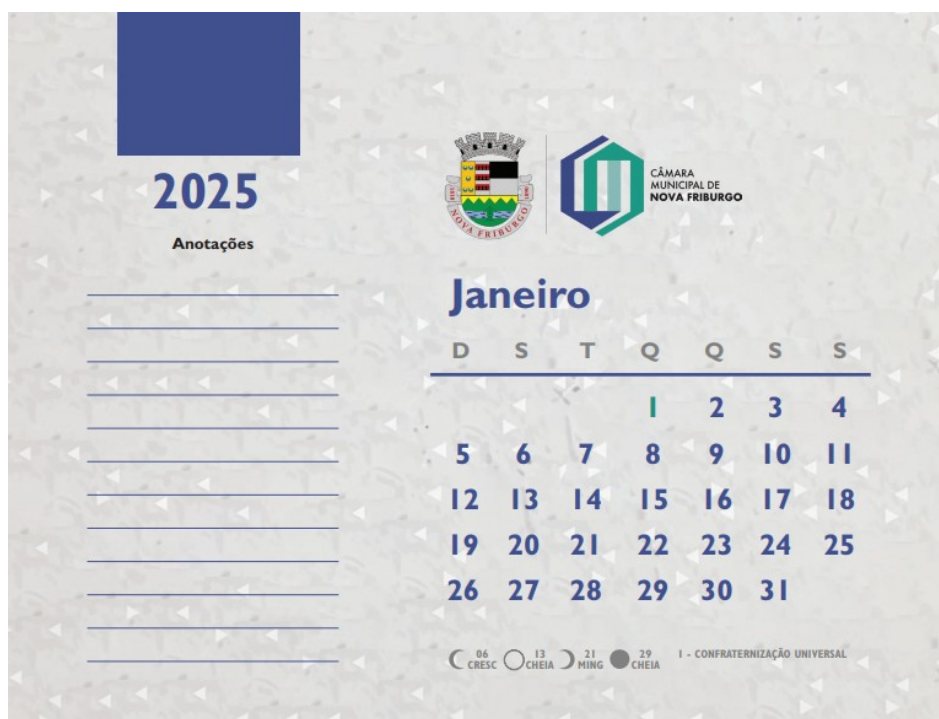 2025
Anotações
1818 NOVA FRIBURGO 1890
CÂMARA
MUNICIPAL DE
NOVA FRIBURGO
Janeiro
D S T Q Q S S
1 2 3 4
5 6 7 8 9 10 11
12 13 14 15 16 17 18
19 20 21 22 23 24 25
26 27 28 29 30 31
06 CRESC 13 CHEIA 21 MING 29 CHEIA 1 - CONFRATERNIZAÇÃO UNIVERSAL